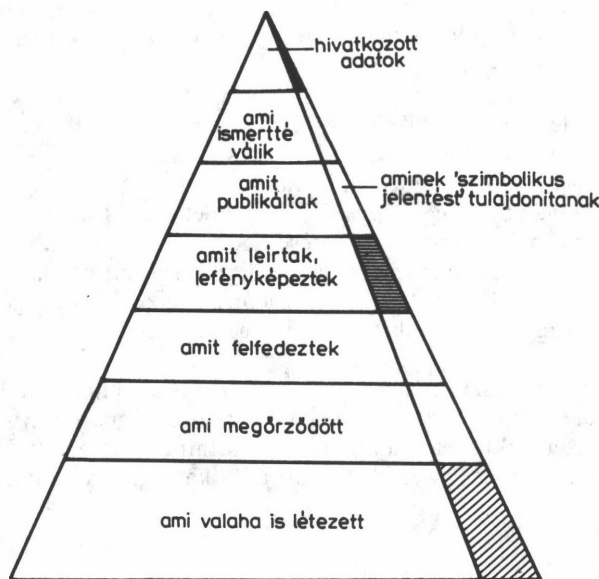 hivatkozott
adatok
ami
ismertté
válik
amit
publikáltak
aminek 'szimbolikus
jelentést' tulajdonitanak
amit leirtak,
lefényképeztek
amit felfedeztek
ami megőrződött
ami valaha is létezett